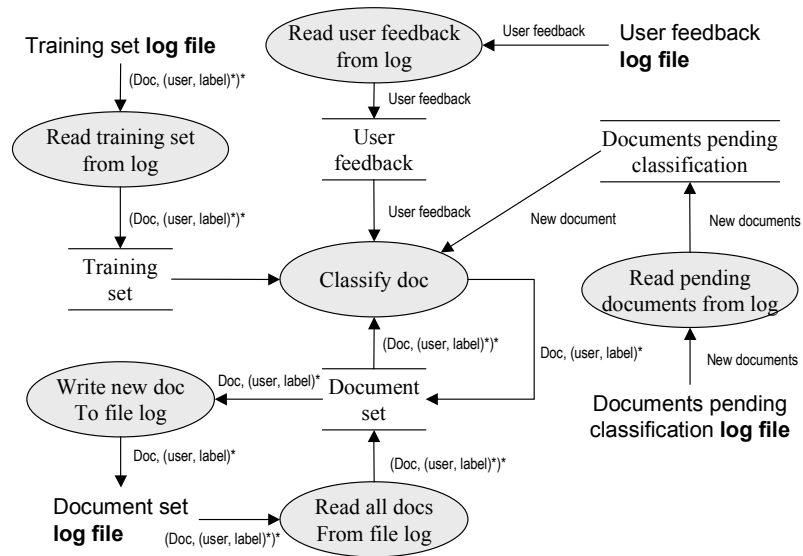 Training set log file
(Doc, (user, label)*)*
Read training set
from log
(Doc, (user, label)*)*
Training
set
Read user feedback
from log
User feedback
User feedback
log file
User feedback
User
feedback
User feedback
Documents pending
classification
New document
New documents
Classify doc
Read pending
documents from log
New documents
Documents pending
classification log file
(Doc, (user, label)*)*
Doc, (user, label)*
Write new doc
To file log
Doc, (user, label)*
Document
set
Doc, (user, label)*
(Doc, (user, label)*)*
Document set
log file
(Doc, (user, label)*)*
Read all docs
From file log